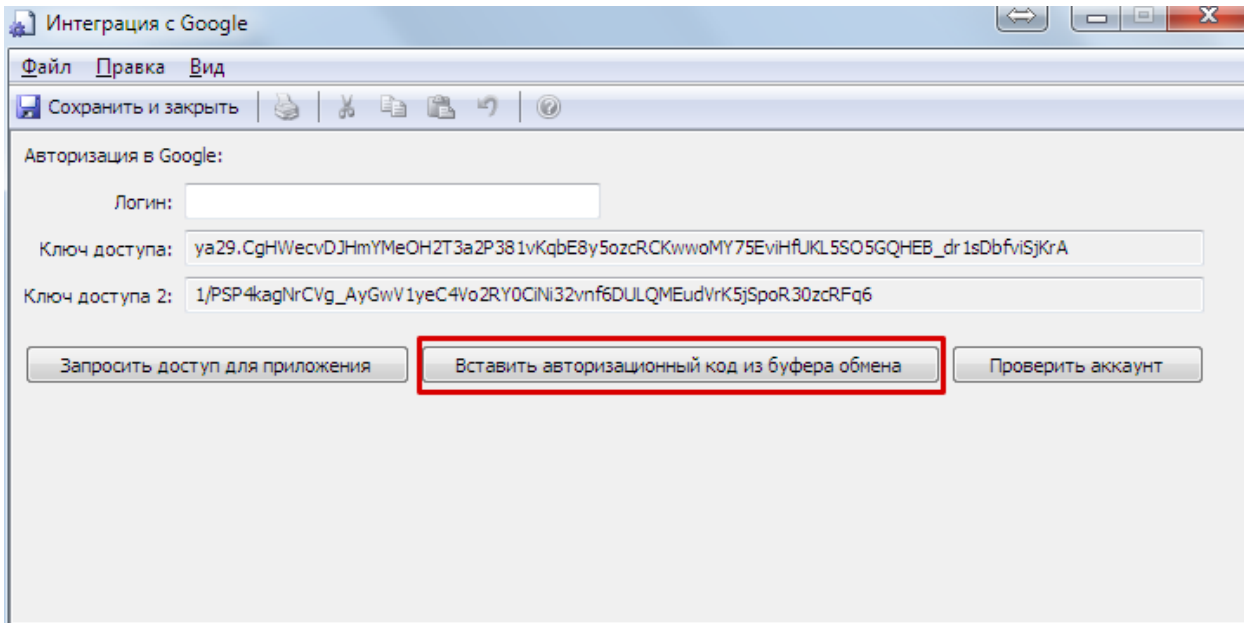 Интеграция с Google
Файл Правка Вид
Сохранить и закрыть
Авторизация в Google:
Логин:
Ключ доступа: ya29.CgHWecvDJHmYMeOH2T3a2P381vKqbE8y5ozcRCKwwoMY75EviHfUKL5SO5GQHEB_dr1sDbfviSjKrA
Ключ доступа 2: 1/PSP4kagNrCVg_AyGwV1yeC4Vo2RY0CiNi32vnf6DULQMEudVrK5jSpoR30zcRFq6
Запросить доступ для приложения Вставить авторизационный код из буфера обмена Проверить аккаунт